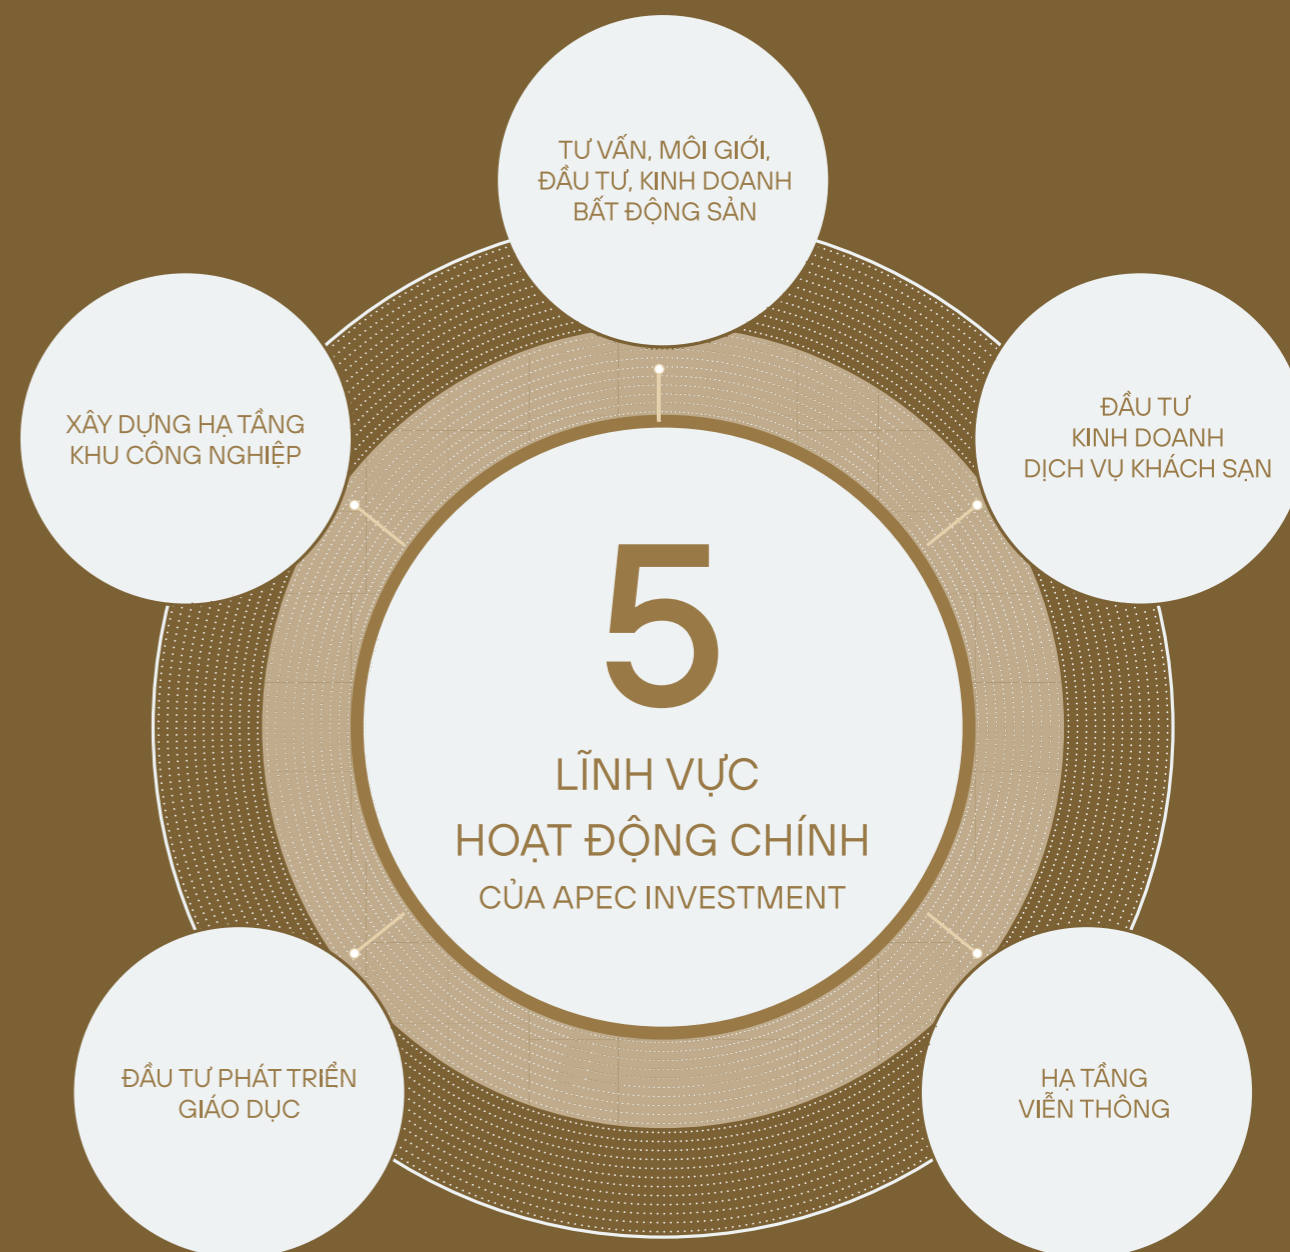 TƯ VẤN, MÔI GIỚI,
ĐẦU TƯ, KINH DOANH
BẤT ĐỘNG SẢN
XÂY DỰNG HẠ TẦNG
KHU CÔNG NGHIỆP
ĐẦU TƯ
KINH DOANH
DỊCH VỤ KHÁCH SẠN
5
LĨNH VỰC
HOẠT ĐỘNG CHÍNH
CỦA APEC INVESTMENT
ĐẦU TƯ PHÁT TRIỂN
GIÁO DỤC
HẠ TẦNG
VIỄN THÔNG